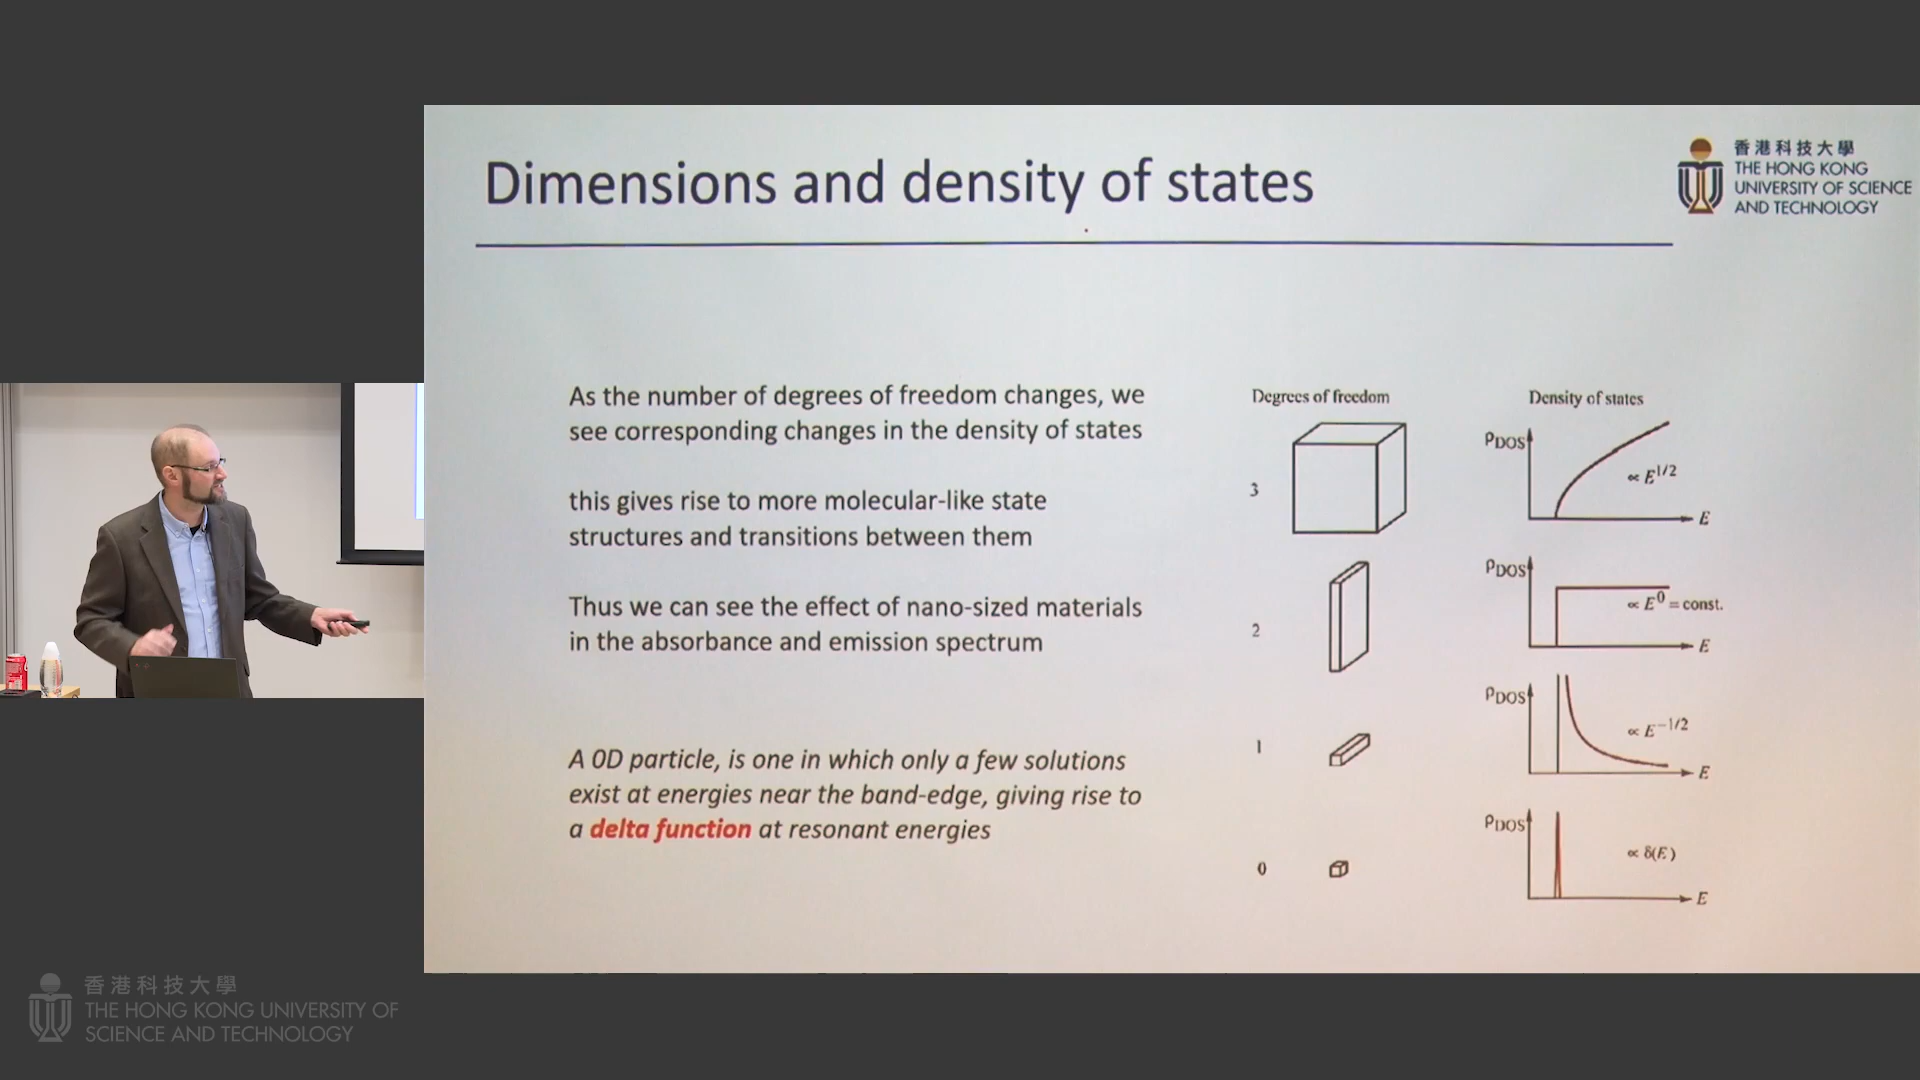 Dimensions and density of states
香港科技大學
THE HONG KONG
UNIVERSITY OF SCIENCE
AND TECHNOLOGY
As the number of degrees of freedom changes, we
see corresponding changes in the density of states
this gives rise to more molecular-like state
structures and transitions between them
Thus we can see the effect of nano-sized materials
in the absorbance and emission spectrum
A 0D particle, is one in which only a few solutions
exist at energies near the band-edge, giving rise to
a delta function at resonant energies
Degrees of freedom
Density of states
3
ρDOS
∝ E^1/2
E
2
ρDOS
∝ E^0 = const.
E
1
ρDOS
∝ E^−1/2
E
0
ρDOS
∝ δ(E)
E
香港科技大學
THE HONG KONG UNIVERSITY OF
SCIENCE AND TECHNOLOGY